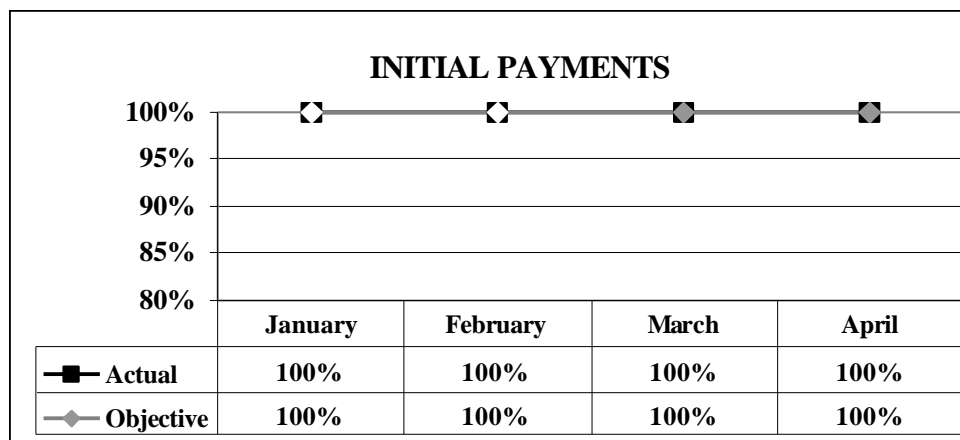 INITIAL PAYMENTS
100%
95%
90%
85%
80%
January February March April
Actual 100% 100% 100% 100%
Objective 100% 100% 100% 100%